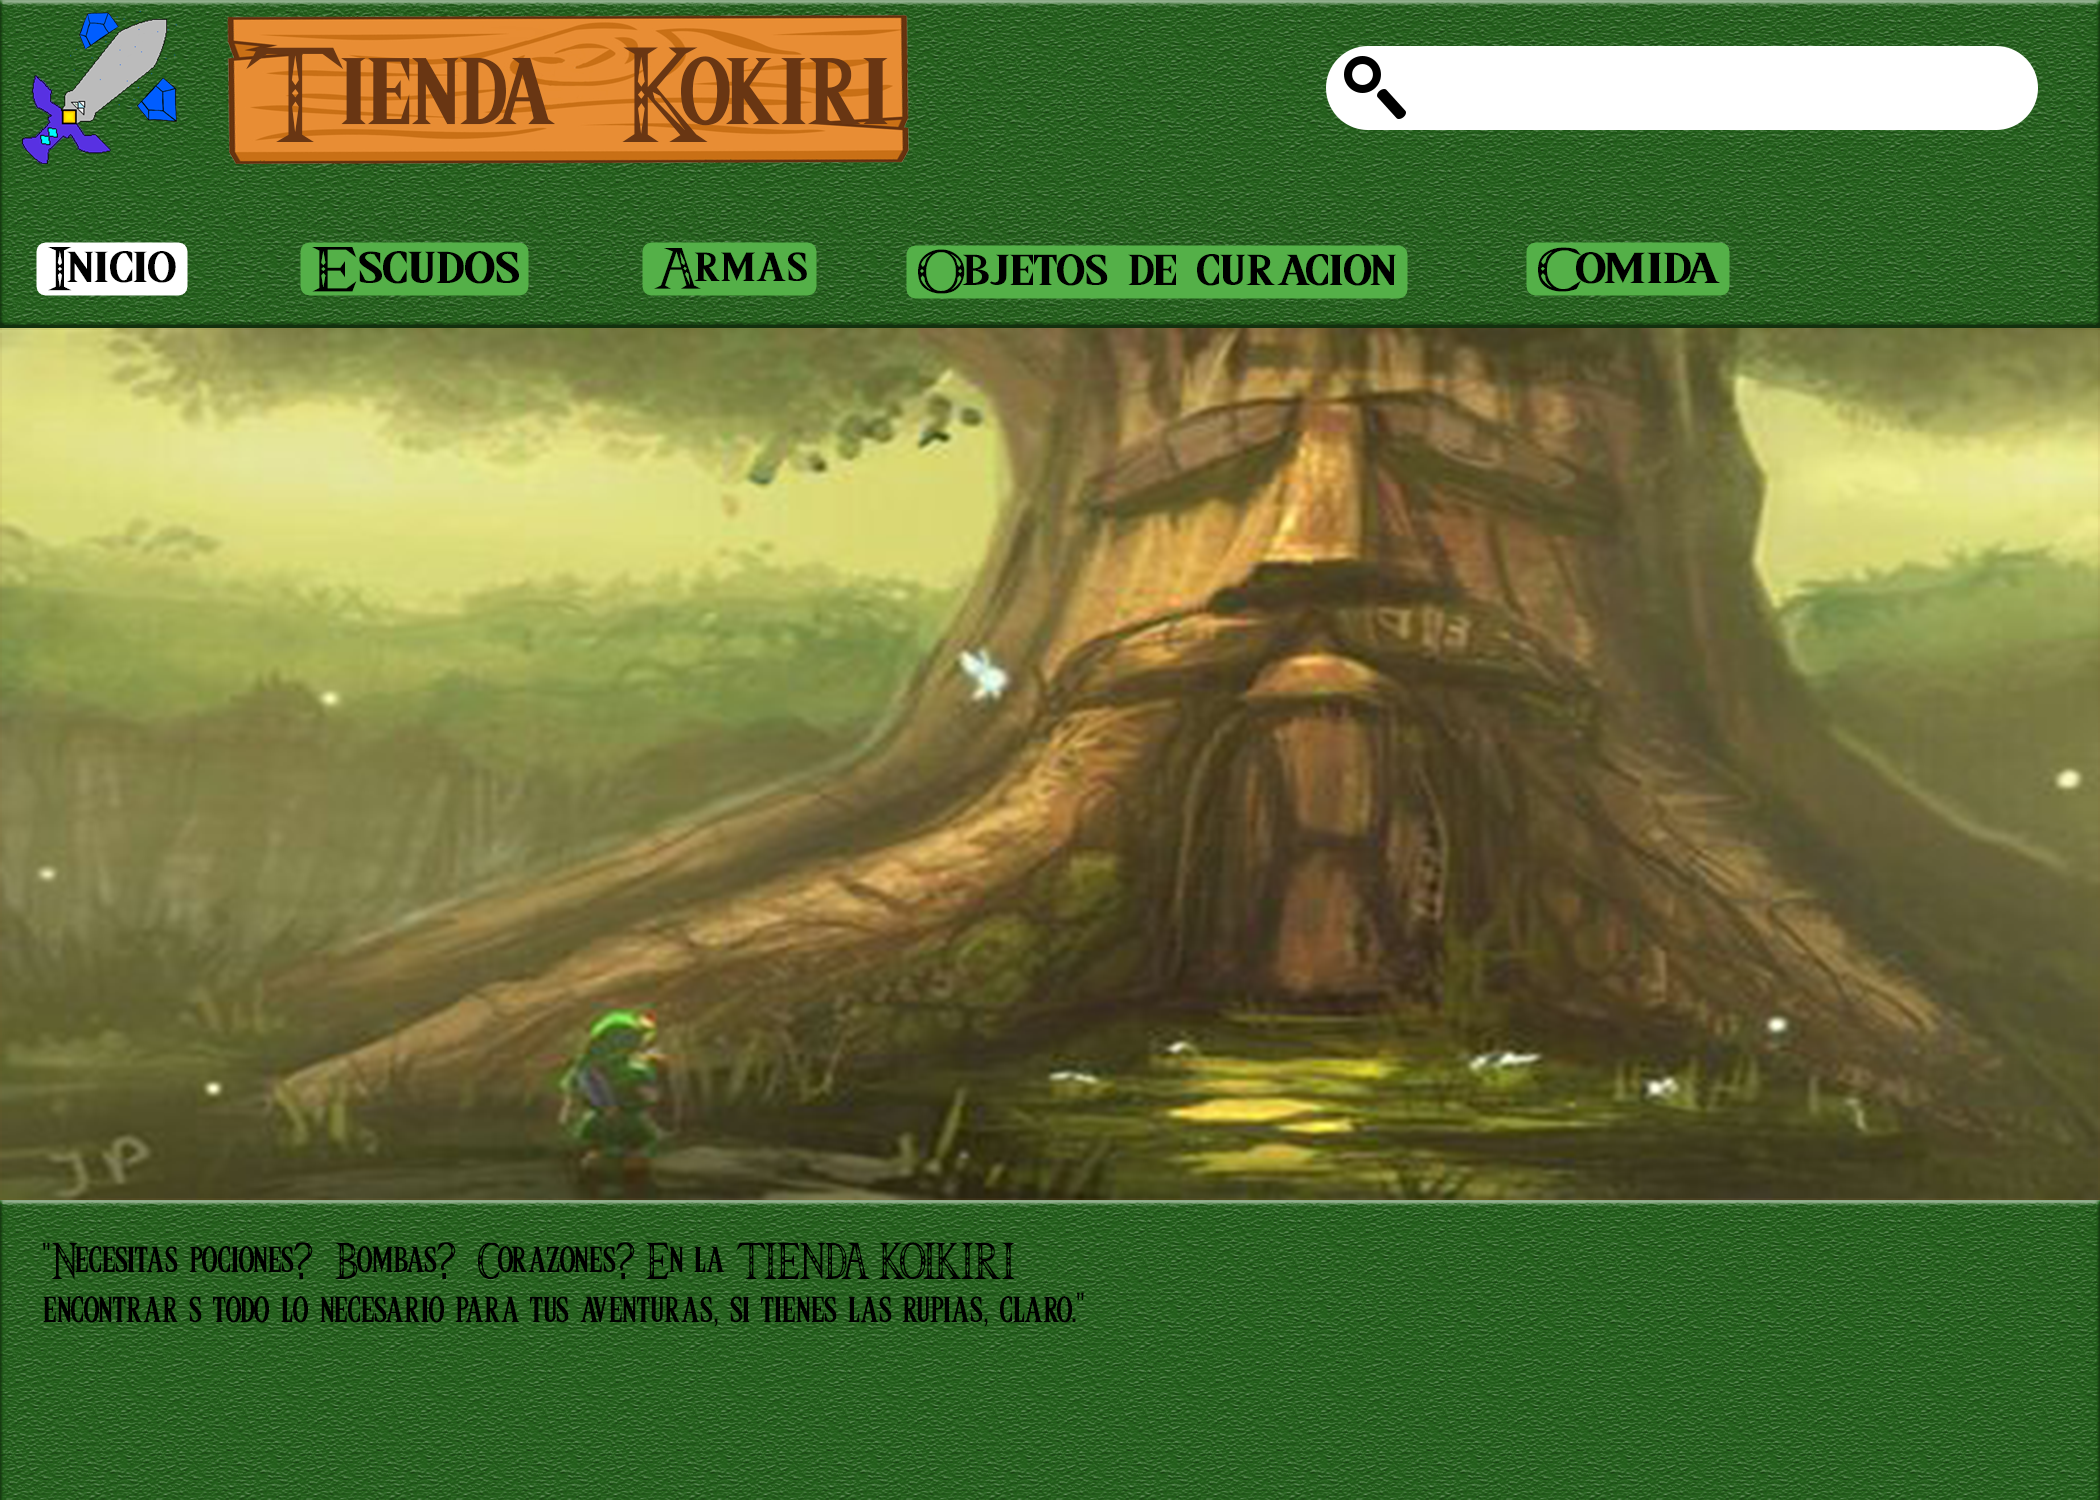 Tienda Kokiri
Inicio
Escudos
Armas
Objetos de curacion
Comida
JP
"Necesitas pociones? Bombas? Corazones? En la TIENDA KOIKIRI
encontrar s todo lo necesario para tus aventuras, si tienes las rupias, claro."